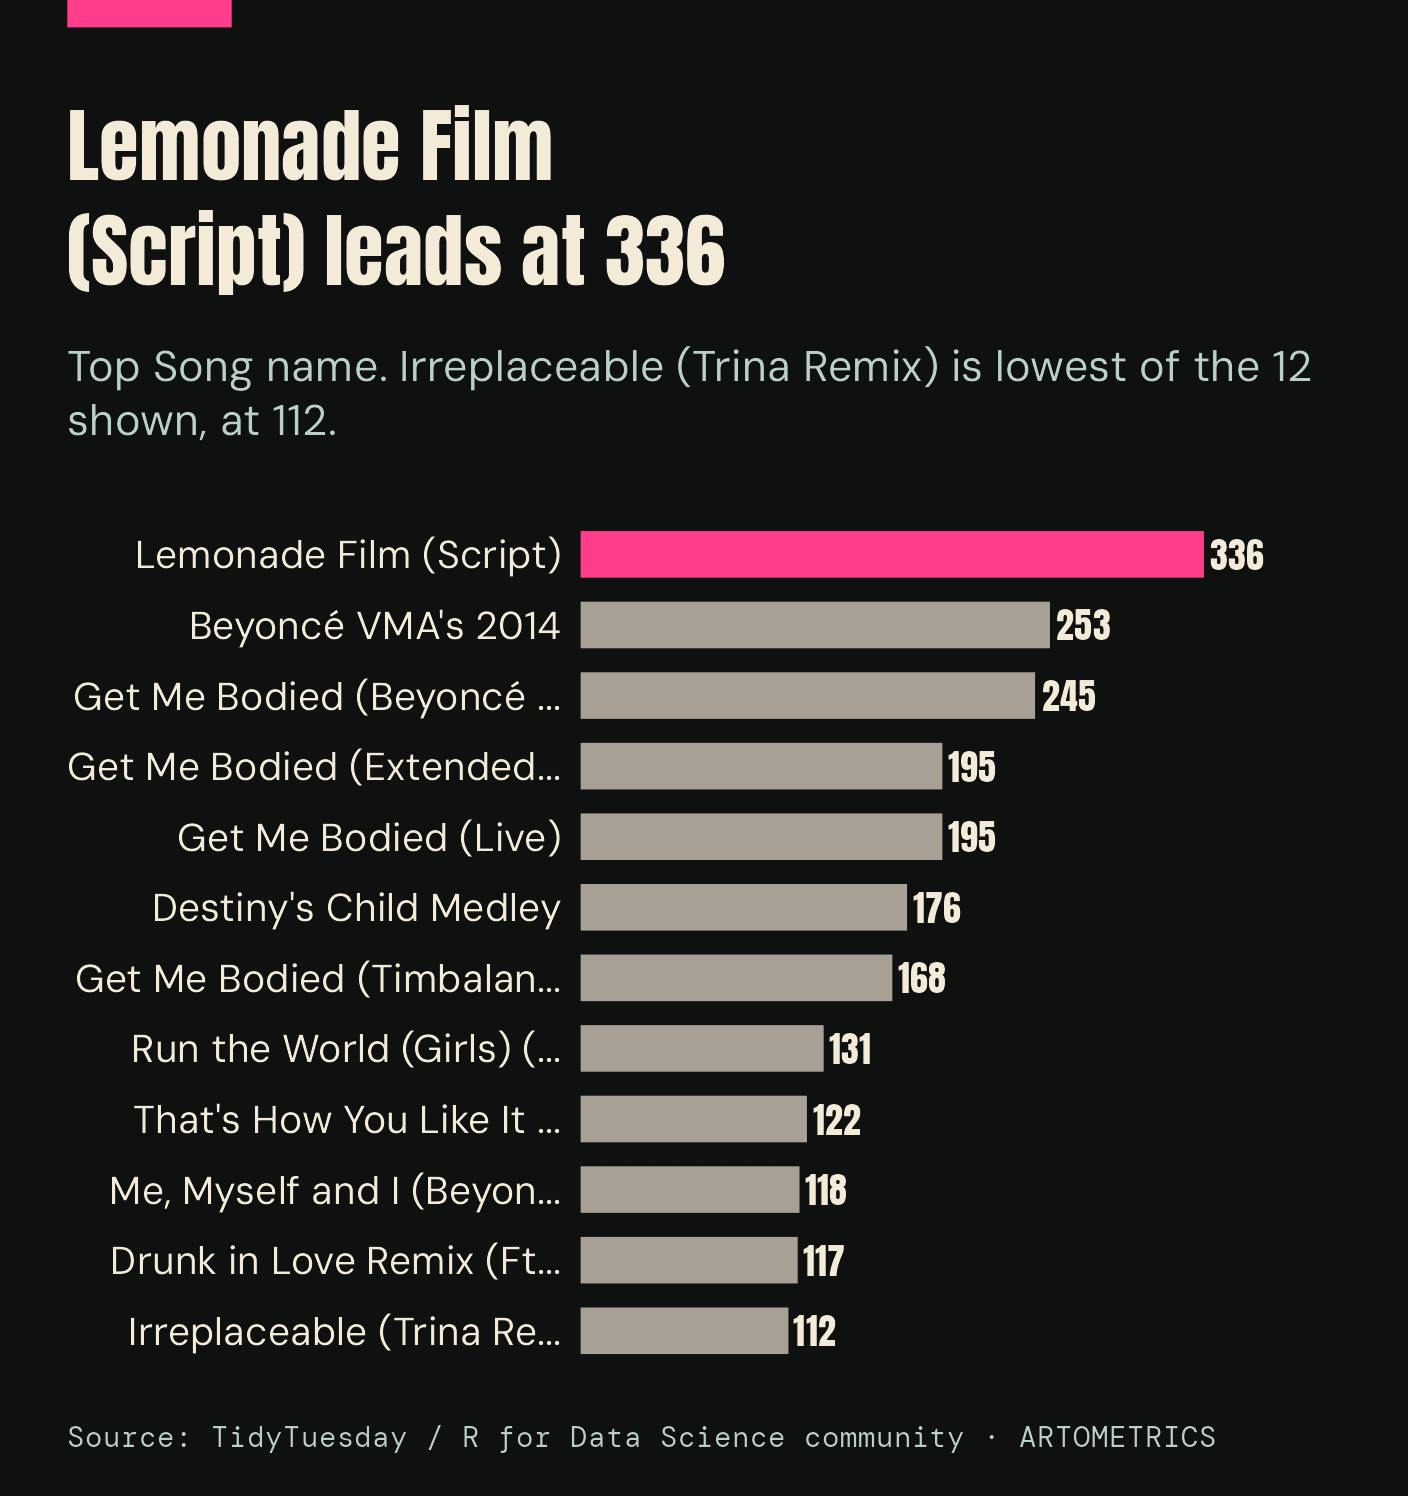 Lemonade Film
(Script) leads at 336
Top Song name. Irreplaceable (Trina Remix) is lowest of the 12
shown, at 112.
Lemonade Film (Script) 336
Beyoncé VMA's 2014 253
Get Me Bodied (Beyoncé ... 245
Get Me Bodied (Extended... 195
Get Me Bodied (Live) 195
Destiny's Child Medley 176
Get Me Bodied (Timbalan... 168
Run the World (Girls) (... 131
That's How You Like It ... 122
Me, Myself and I (Beyon... 118
Drunk in Love Remix (Ft... 117
Irreplaceable (Trina Re... 112
Source: TidyTuesday / R for Data Science community · ARTOMETRICS